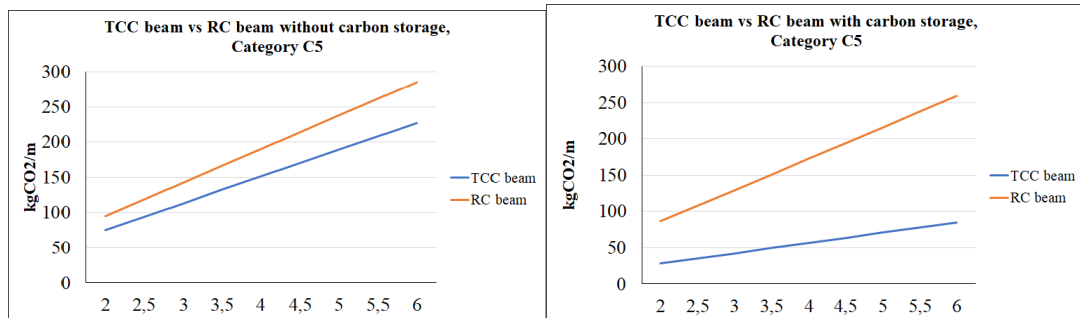 TCC beam vs RC beam without carbon storage,
Category C5
300
250
200
150
100
50
0
kgCO2/m
2 2,5 3 3,5 4 4,5 5 5,5 6
TCC beam
RC beam
TCC beam vs RC beam with carbon storage,
Category C5
300
250
200
150
100
50
0
kgCO2/m
2 2,5 3 3,5 4 4,5 5 5,5 6
TCC beam
RC beam